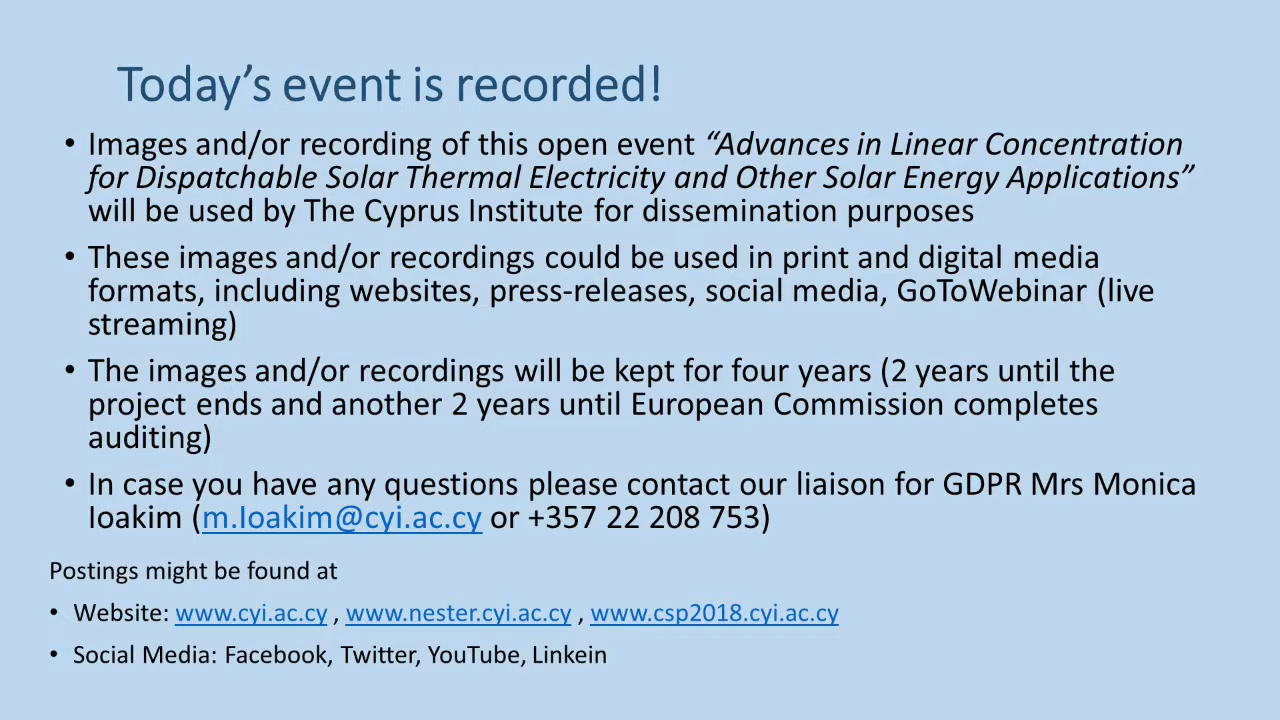 Today’s event is recorded!
• Images and/or recording of this open event “Advances in Linear Concentration
for Dispatchable Solar Thermal Electricity and Other Solar Energy Applications”
will be used by The Cyprus Institute for dissemination purposes
• These images and/or recordings could be used in print and digital media
formats, including websites, press-releases, social media, GoToWebinar (live
streaming)
• The images and/or recordings will be kept for four years (2 years until the
project ends and another 2 years until European Commission completes
auditing)
• In case you have any questions please contact our liaison for GDPR Mrs Monica
Ioakim (m.Ioakim@cyi.ac.cy or +357 22 208 753)
Postings might be found at
• Website: www.cyi.ac.cy , www.nester.cyi.ac.cy , www.csp2018.cyi.ac.cy
• Social Media: Facebook, Twitter, YouTube, Linkein